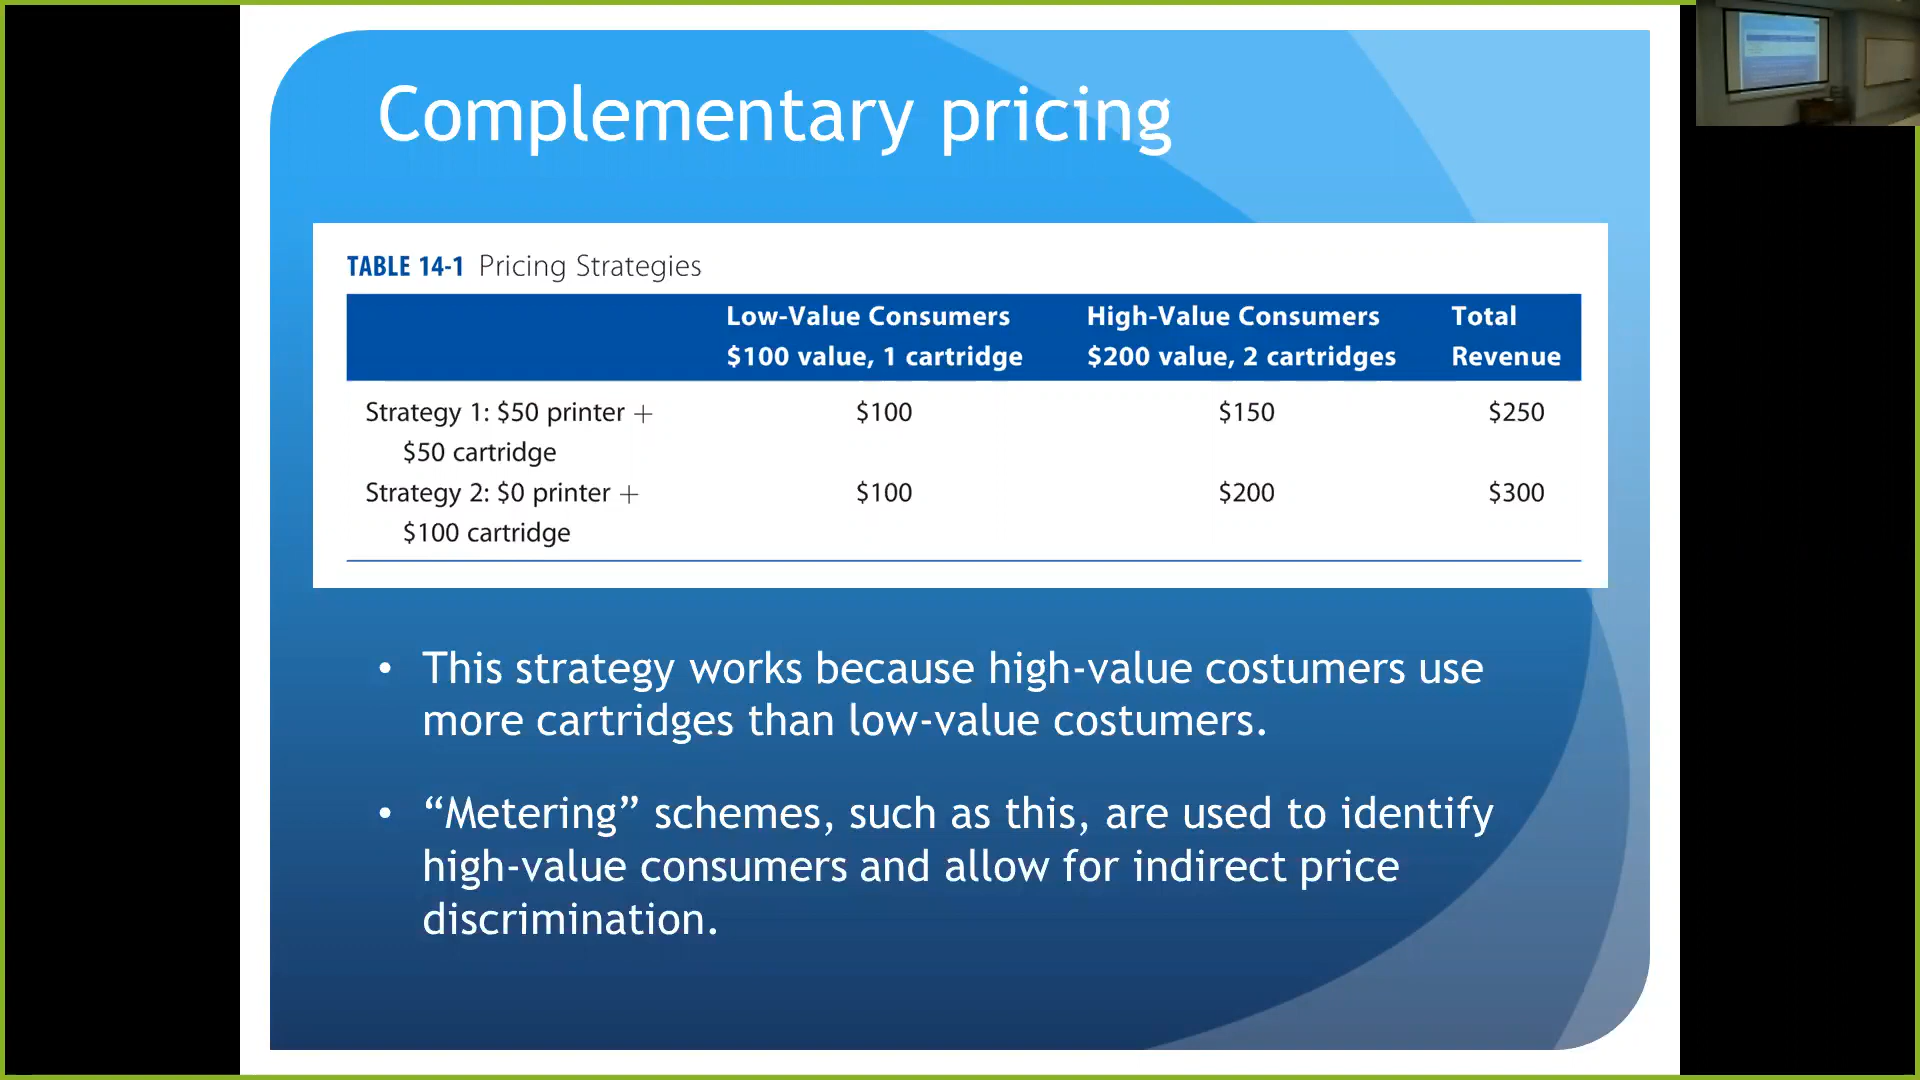 Complementary pricing
TABLE 14-1 Pricing Strategies
Low-Value Consumers High-Value Consumers Total
$100 value, 1 cartridge $200 value, 2 cartridges Revenue
Strategy 1: $50 printer + $100 $150 $250
$50 cartridge
Strategy 2: $0 printer + $100 $200 $300
$100 cartridge
• This strategy works because high-value costumers use
more cartridges than low-value costumers.
• “Metering” schemes, such as this, are used to identify
high-value consumers and allow for indirect price
discrimination.